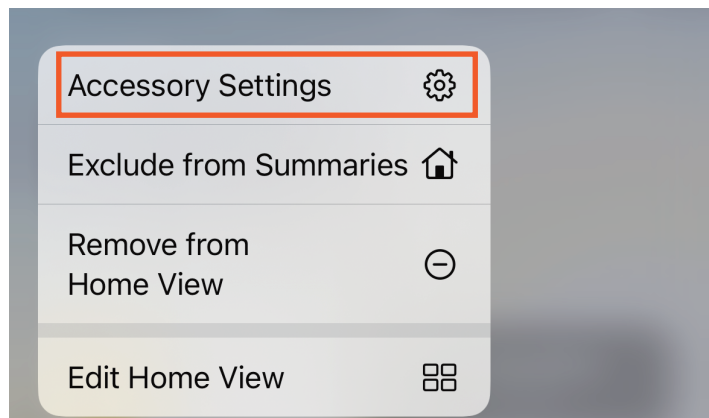 Accessory Settings
Exclude from Summaries
Remove from
Home View
Edit Home View